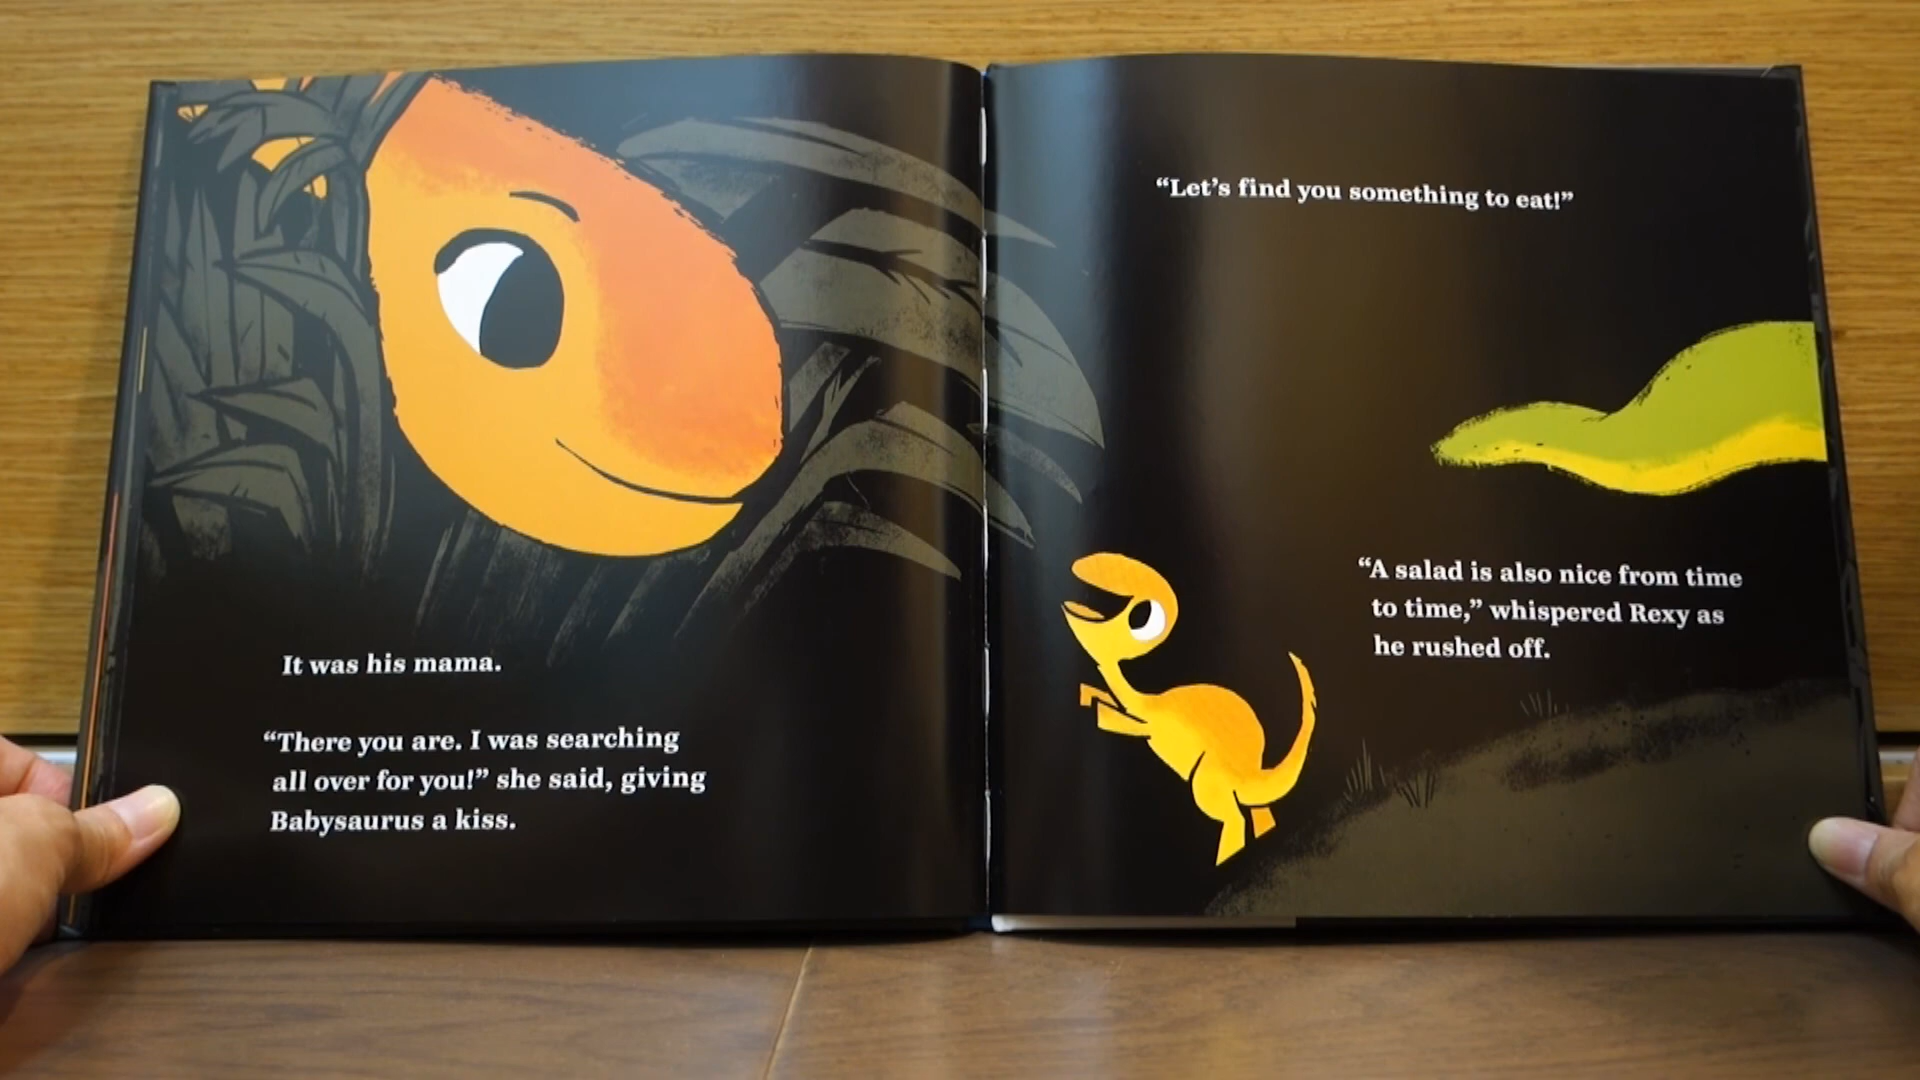 It was his mama.
“There you are. I was searching
all over for you!” she said, giving
Babysaurus a kiss.
“Let’s find you something to eat!”
“A salad is also nice from time
to time,” whispered Rexy as
he rushed off.